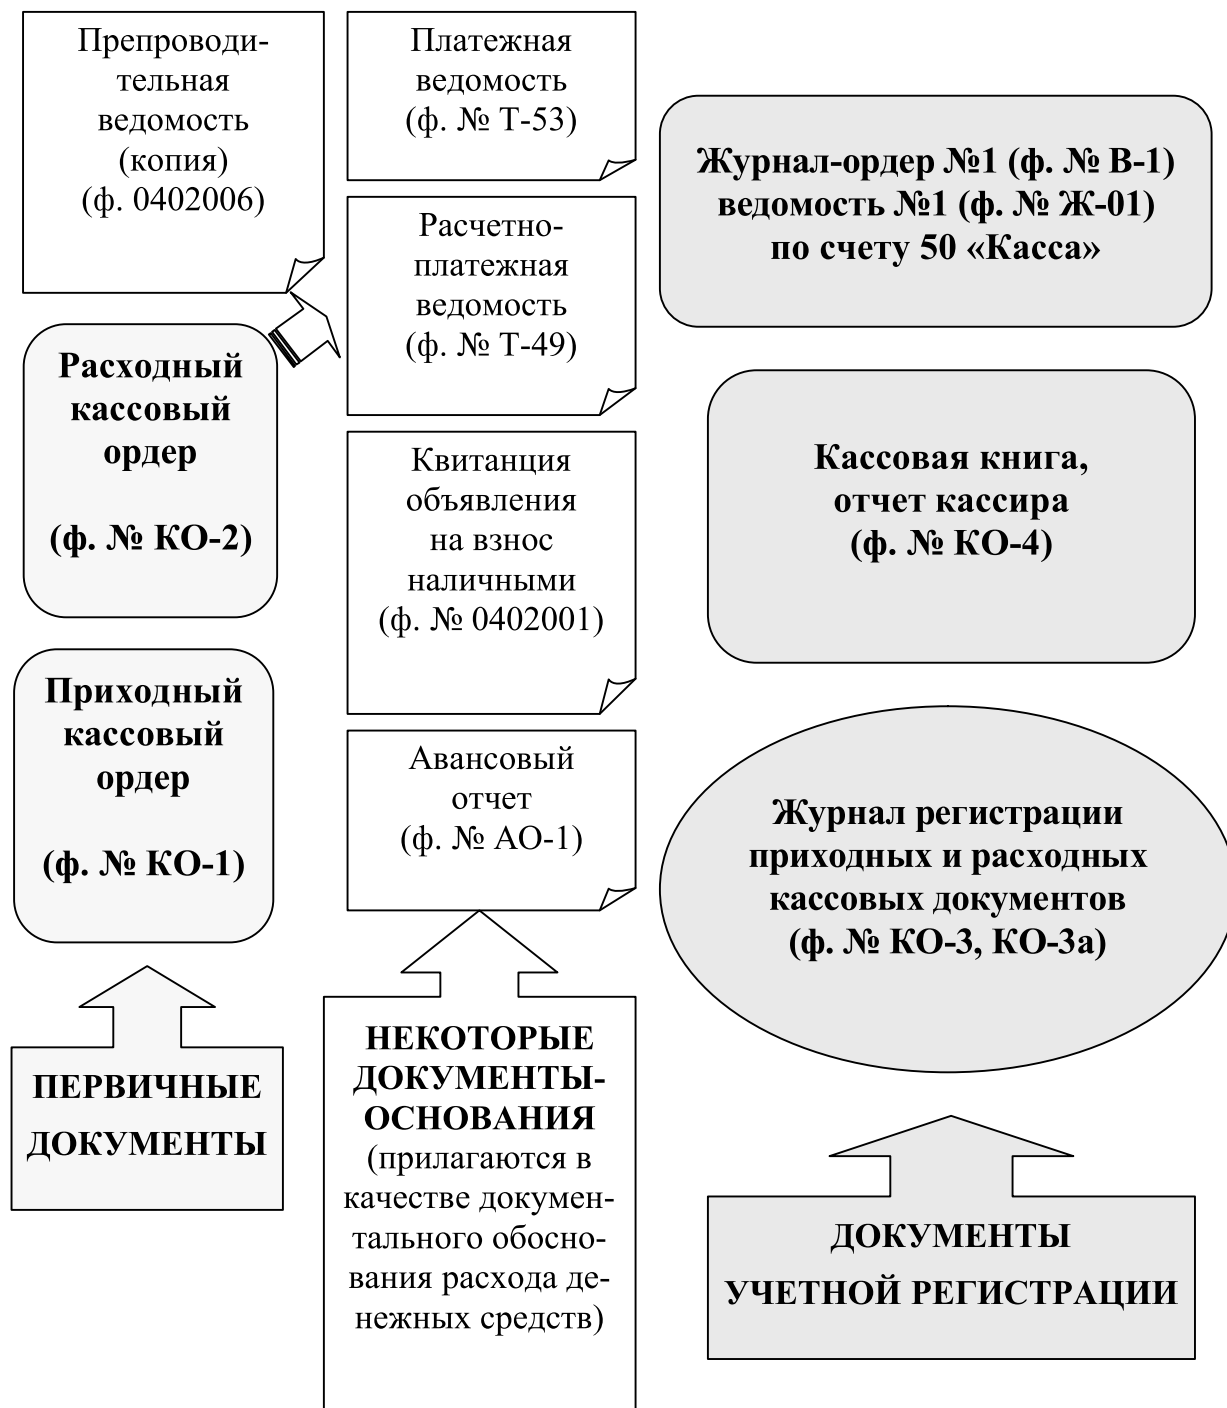 Препроводи-
тельная
ведомость
(копия)
(ф. 0402006)
Расходный
кассовый
ордер
(ф. № КО-2)
Приходный
кассовый
ордер
(ф. № КО-1)
ПЕРВИЧНЫЕ
ДОКУМЕНТЫ
Платежная
ведомость
(ф. № Т-53)
Расчетно-
платежная
ведомость
(ф. № Т-49)
Квитанция
объявления
на взнос
наличными
(ф. № 0402001)
Авансовый
отчет
(ф. № АО-1)
НЕКОТОРЫЕ
ДОКУМЕНТЫ-
ОСНОВАНИЯ
(прилагаются в
качестве докумен-
тального обосно-
вания расхода де-
нежных средств)
Журнал-ордер №1 (ф. № В-1)
ведомость №1 (ф. № Ж-01)
по счету 50 «Касса»
Кассовая книга,
отчет кассира
(ф. № КО-4)
Журнал регистрации
приходных и расходных
кассовых документов
(ф. № КО-3, КО-3а)
ДОКУМЕНТЫ
УЧЕТНОЙ РЕГИСТРАЦИИ